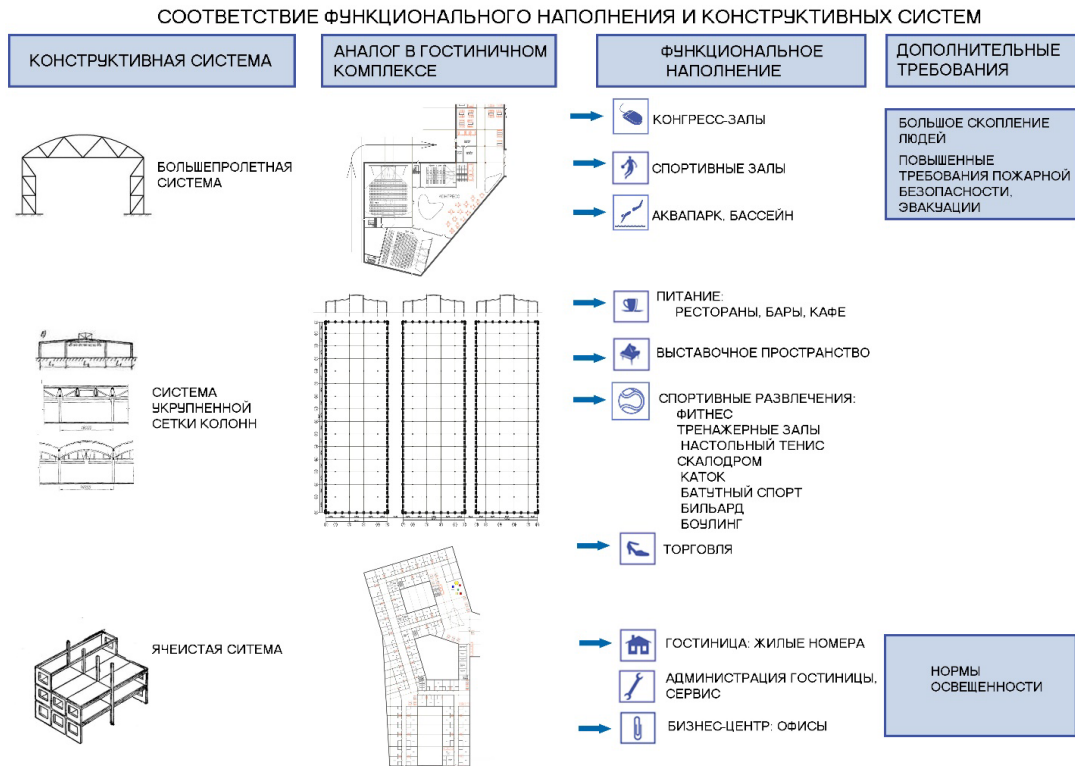 СООТВЕТСТВИЕ ФУНКЦИОНАЛЬНОГО НАПОЛНЕНИЯ И КОНСТРУКТИВНЫХ СИСТЕМ
КОНСТРУКТИВНАЯ СИСТЕМА
АНАЛОГ В ГОСТИНИЧНОМ
КОМПЛЕКСЕ
ФУНКЦИОНАЛЬНОЕ
НАПОЛНЕНИЕ
ДОПОЛНИТЕЛЬНЫЕ
ТРЕБОВАНИЯ
БОЛЬШЕПРОЛЕТНАЯ
СИСТЕМА
КОНГРЕСС
КОНГРЕСС-ЗАЛЫ
СПОРТИВНЫЕ ЗАЛЫ
АКВАПАРК, БАССЕЙН
БОЛЬШОЕ СКОПЛЕНИЕ
ЛЮДЕЙ
ПОВЫШЕННЫЕ
ТРЕБОВАНИЯ ПОЖАРНОЙ
БЕЗОПАСНОСТИ,
ЭВАКУАЦИИ
СИСТЕМА
УКРУПНЕННОЙ
СЕТКИ КОЛОНН
ПИТАНИЕ:
РЕСТОРАНЫ, БАРЫ, КАФЕ
ВЫСТАВОЧНОЕ ПРОСТРАНСТВО
СПОРТИВНЫЕ РАЗВЛЕЧЕНИЯ:
ФИТНЕС
ТРЕНАЖЕРНЫЕ ЗАЛЫ
НАСТОЛЬНЫЙ ТЕНИС
СКАЛОДРОМ
КАТОК
БАТУТНЫЙ СПОРТ
БИЛЬЯРД
БОУЛИНГ
ТОРГОВЛЯ
ЯЧЕИСТАЯ СИТЕМА
ГОСТИНИЦА: ЖИЛЫЕ НОМЕРА
АДМИНИСТРАЦИЯ ГОСТИНИЦЫ,
СЕРВИС
БИЗНЕС-ЦЕНТР: ОФИСЫ
НОРМЫ
ОСВЕЩЕННОСТИ